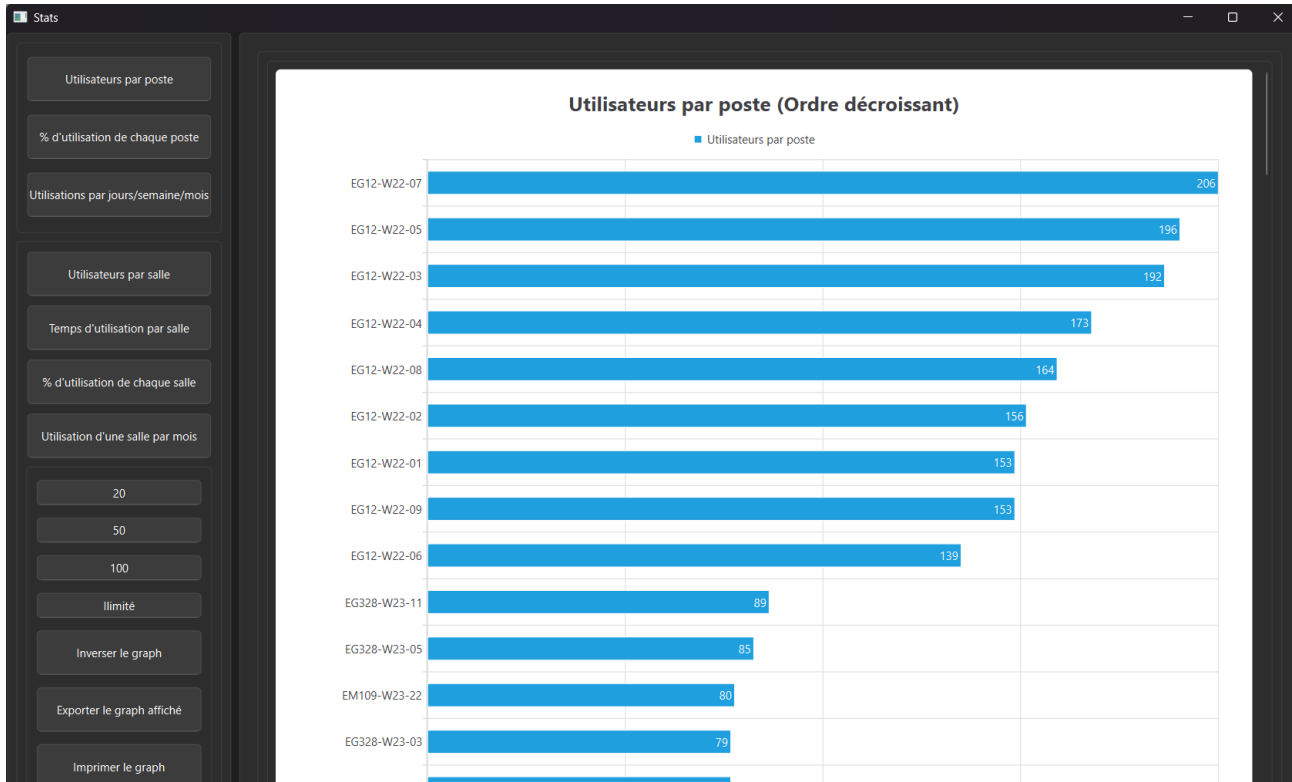 Stats
Utilisateurs par poste
% d'utilisation de chaque poste
Utilisations par jours/semaine/mois
Utilisateurs par salle
Temps d'utilisation par salle
% d'utilisation de chaque salle
Utilisation d'une salle par mois
20
50
100
Ilimité
Inverser le graph
Exporter le graph affiché
Imprimer le graph
Utilisateurs par poste (Ordre décroissant)
Utilisateurs par poste
EG12-W22-07 206
EG12-W22-05 196
EG12-W22-03 192
EG12-W22-04 173
EG12-W22-08 164
EG12-W22-02 156
EG12-W22-01 153
EG12-W22-09 153
EG12-W22-06 139
EG328-W23-11 89
EG328-W23-05 85
EM109-W23-22 80
EG328-W23-03 79